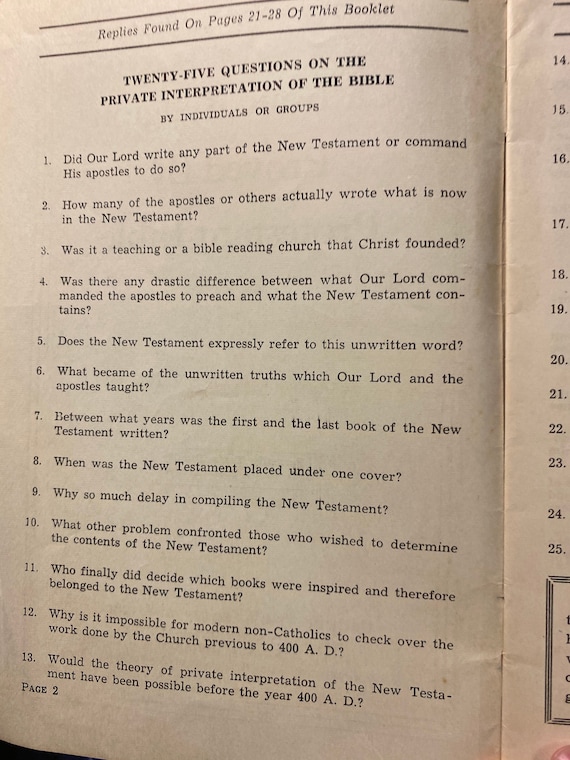 Replies Found On Pages 21-28 Of This Booklet
TWENTY-FIVE QUESTIONS ON THE
PRIVATE INTERPRETATION OF THE BIBLE
BY INDIVIDUALS OR GROUPS
1. Did Our Lord write any part of the New Testament or command
His apostles to do so?
2. How many of the apostles or others actually wrote what is now
in the New Testament?
3. Was it a teaching or a bible reading church that Christ founded?
4. Was there any drastic difference between what Our Lord com-
manded the apostles to preach and what the New Testament con-
tains?
5. Does the New Testament expressly refer to this unwritten word?
6. What became of the unwritten truths which Our Lord and the
apostles taught?
7. Between what years was the first and the last book of the New
Testament written?
8. When was the New Testament placed under one cover?
9. Why so much delay in compiling the New Testament?
10. What other problem confronted those who wished to determine
the contents of the New Testament?
11. Who finally did decide which books were inspired and therefore
belonged to the New Testament?
12. Why is it impossible for modern non-Catholics to check over the
work done by the Church previous to 400 A. D.?
13. Would the theory of private interpretation of the New Testa-
ment have been possible before the year 400 A. D.?
PAGE 2
14.
15.
16.
17.
18.
19.
20.
21.
22.
23.
24.
25.